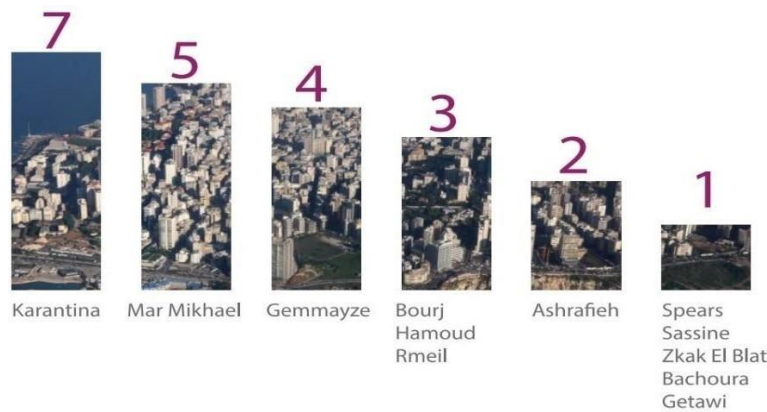 7
5
4
3
2
1
Karantina
Mar Mikhael
Gemmayze
Bourj
Hamoud
Rmeil
Ashrafieh
Spears
Sassine
Zkak El Blat
Bachoura
Getawi